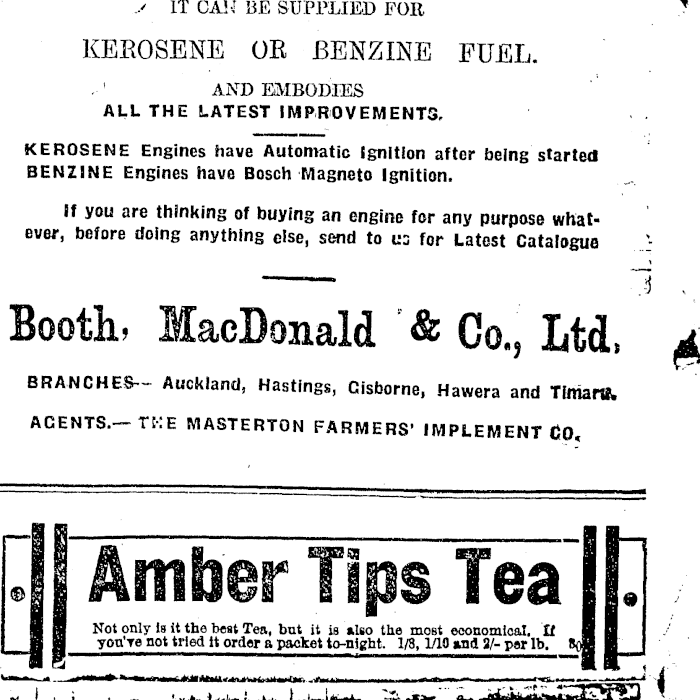 IT CAN BE SUPPLIED FOR
KEROSENE OR BENZINE FUEL.
AND EMBODIES
ALL THE LATEST IMPROVEMENTS.
KEROSENE Engines have Automatic Ignition after being started
BENZINE Engines have Bosch Magneto Ignition.
If you are thinking of buying an engine for any purpose what-
ever, before doing anything else, send to us for Latest Catalogue
Booth, MacDonald & Co., Ltd,
BRANCHES-- Auckland, Hastings, Gisborne, Hawera and Timaru.
AGENTS.— THE MASTERTON FARMERS' IMPLEMENT CO.
Amber Tips Tea
Not only is it the best Tea, but it is also the most economical. If
you've not tried it order a packet to-night. 1/8, 1/10 and 2/- per lb.